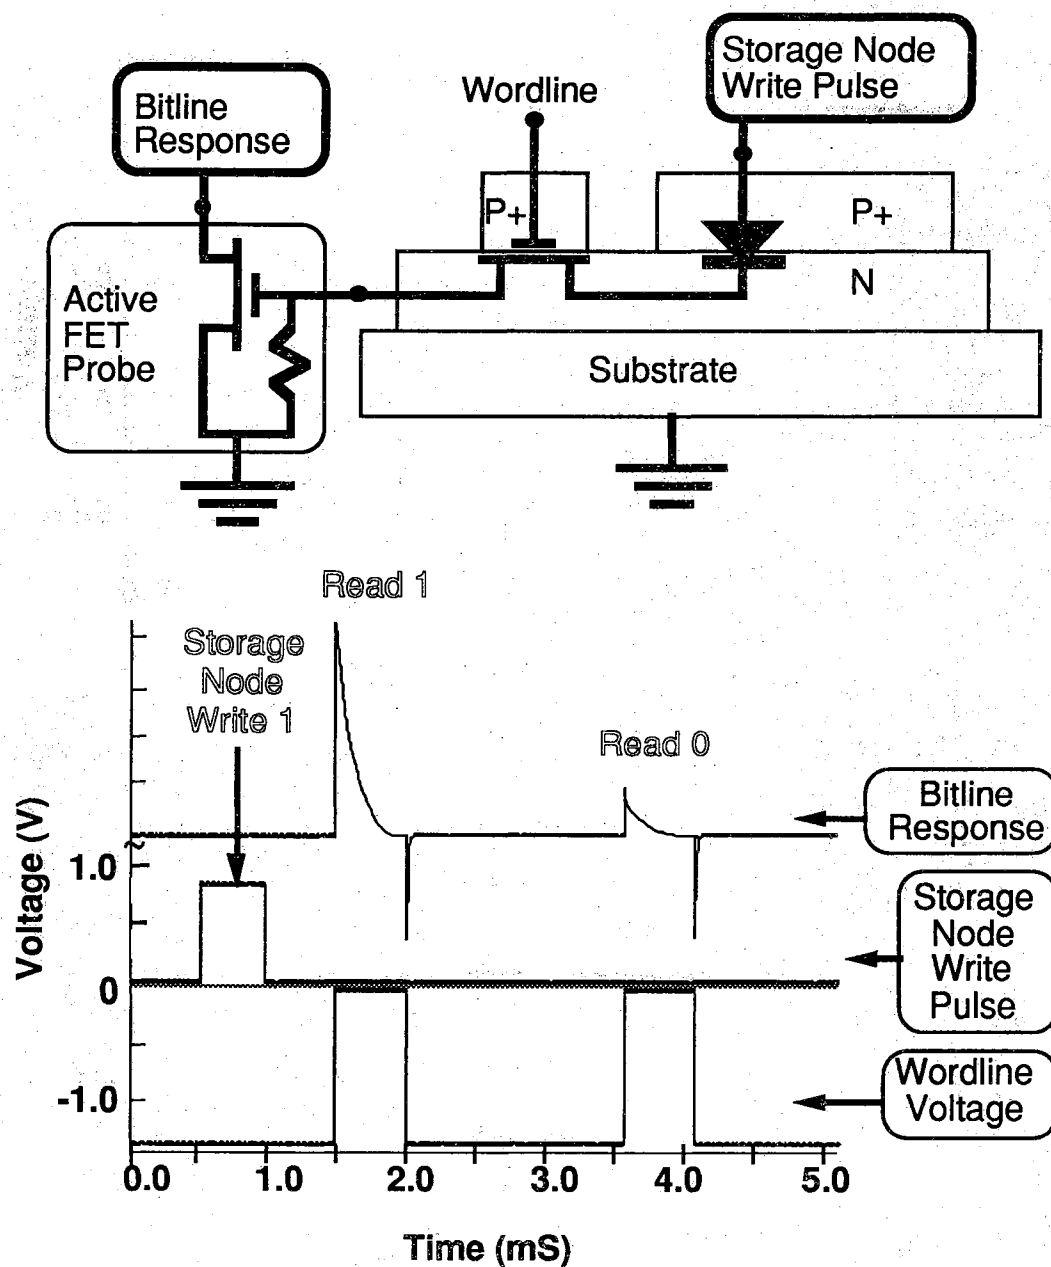 Storage Node
Write Pulse
Bitline
Response
Wordline
P+
P+
N
Active
FET
Probe
Substrate
Read 1
Storage
Node
Write 1
Read 0
Bitline
Response
Storage
Node
Write
Pulse
Wordline
Voltage
Voltage (V)
1.0
0
-1.0
0.0 1.0 2.0 3.0 4.0 5.0
Time (mS)